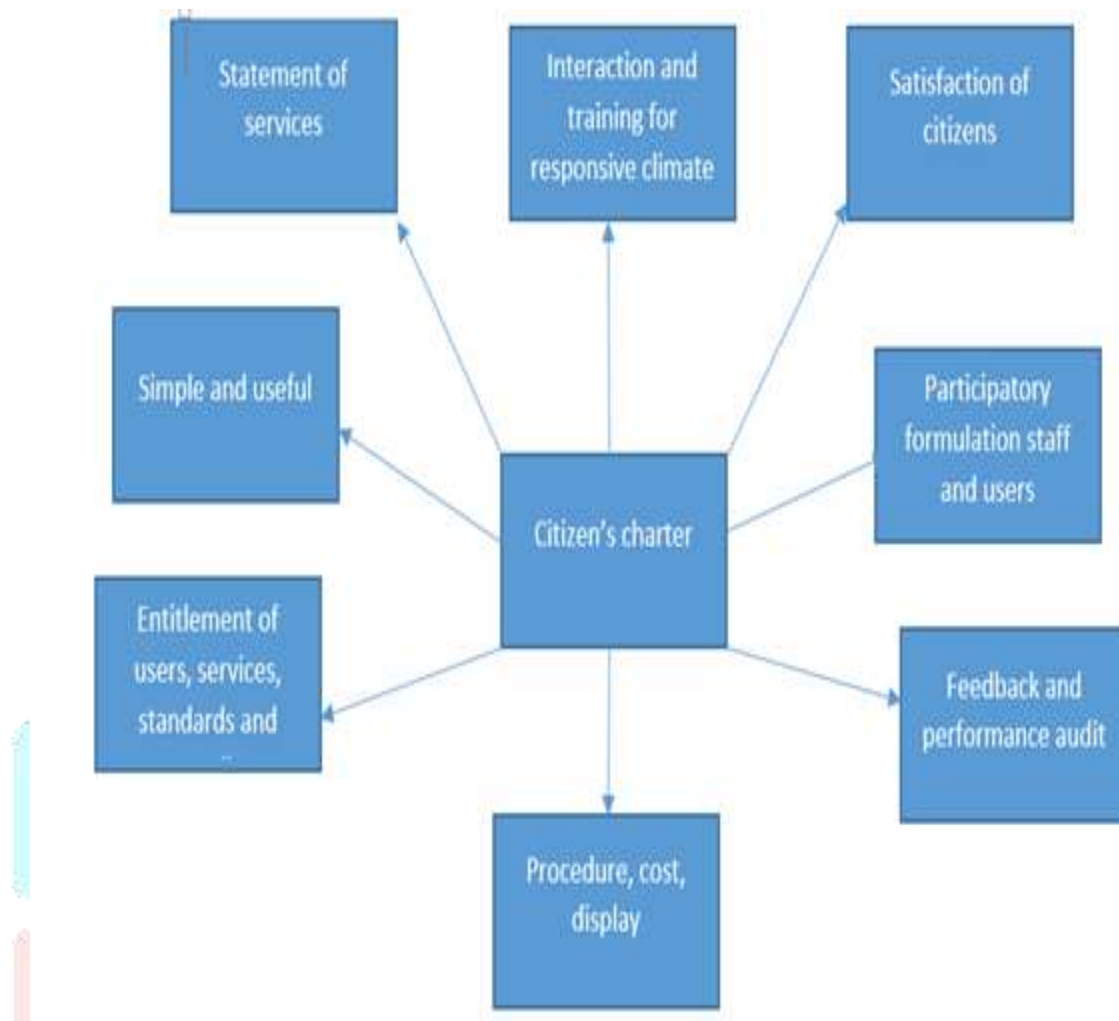 Statement of
services
Interaction and
training for
responsive climate
Satisfaction of
citizens
Simple and useful
Participatory
formulation staff
and users
Citizen's charter
Entitlement of
users, services,
standards and
Feedback and
performance audit
Procedure, cost,
display